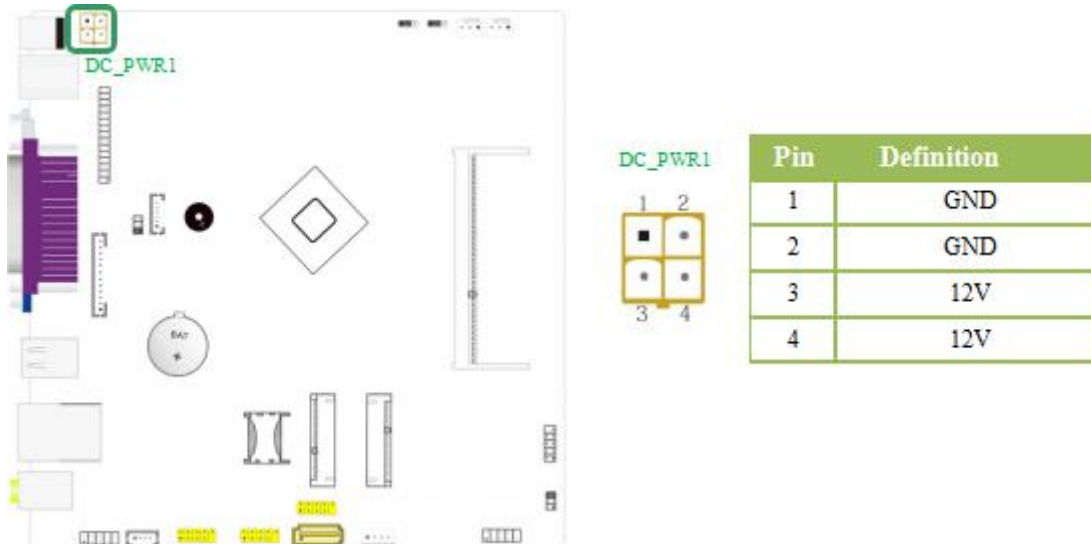 DC_PWR1
BAT
DC_PWR1
1 2
3 4
Pin Definition
1 GND
2 GND
3 12V
4 12V